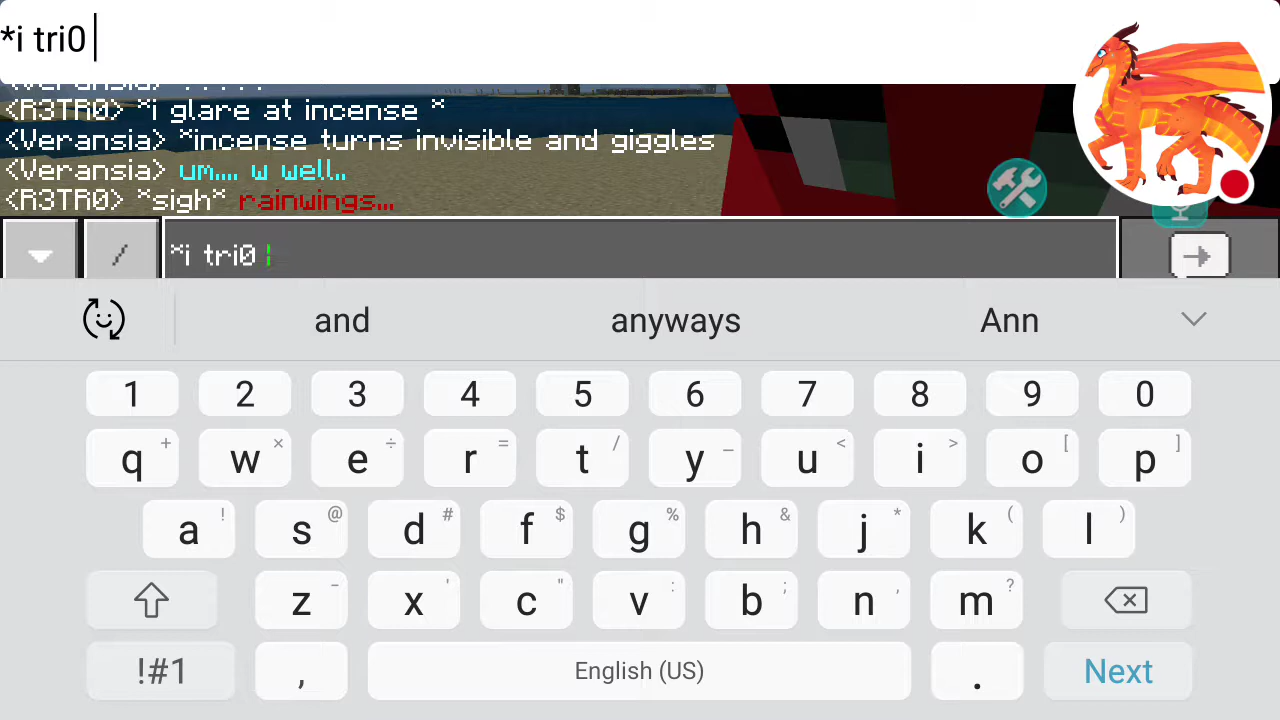 *i tri0
<Veransia> .....
<R3TR0> *i glare at incense *
<Veransia> *incense turns invisible and giggles
<Veransia> um.... w well..
<R3TR0> *sigh* rainwings...
/ *i tri0
and anyways Ann
1 2 3 4 5 6 7 8 9 0
q + w × e ÷ r = t / y _ u < i > o [ p ]
a ! s @ d # f $ g % h & j * k ( l )
z - x ' c " v : b ; n , m ?
!#1 , English (US) . Next